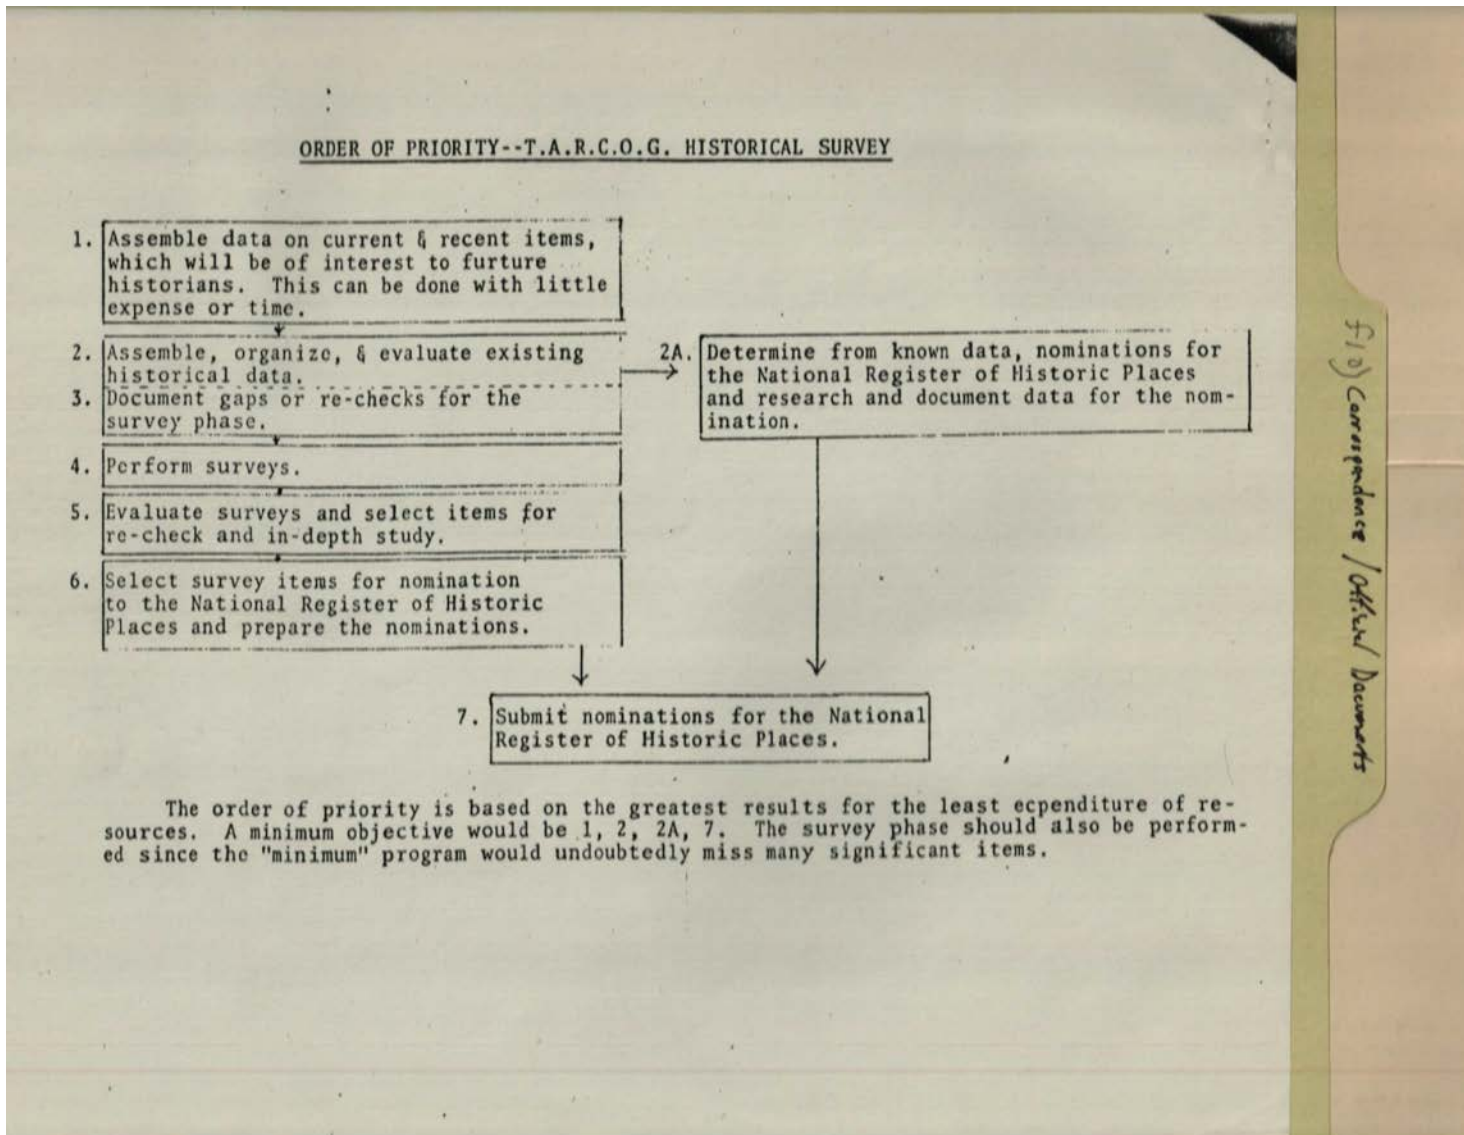 ORDER OF PRIORITY--T.A.R.C.O.G. HISTORICAL SURVEY
1. Assemble data on current & recent items,
which will be of interest to furture
historians. This can be done with little
expense or time.
2. Assemble, organize, & evaluate existing
historical data.
3. Document gaps or re-checks for the
survey phase.
2A. Determine from known data, nominations for
the National Register of Historic Places
and research and document data for the nom-
ination.
4. Perform surveys.
5. Evaluate surveys and select items for
re-check and in-depth study.
6. Select survey items for nomination
to the National Register of Historic
Places and prepare the nominations.
7. Submit nominations for the National
Register of Historic Places.
The order of priority is based on the greatest results for the least ecpenditure of re-
sources. A minimum objective would be 1, 2, 2A, 7. The survey phase should also be perform-
ed since the "minimum" program would undoubtedly miss many significant items.
f10) Correspondence / Official Documents